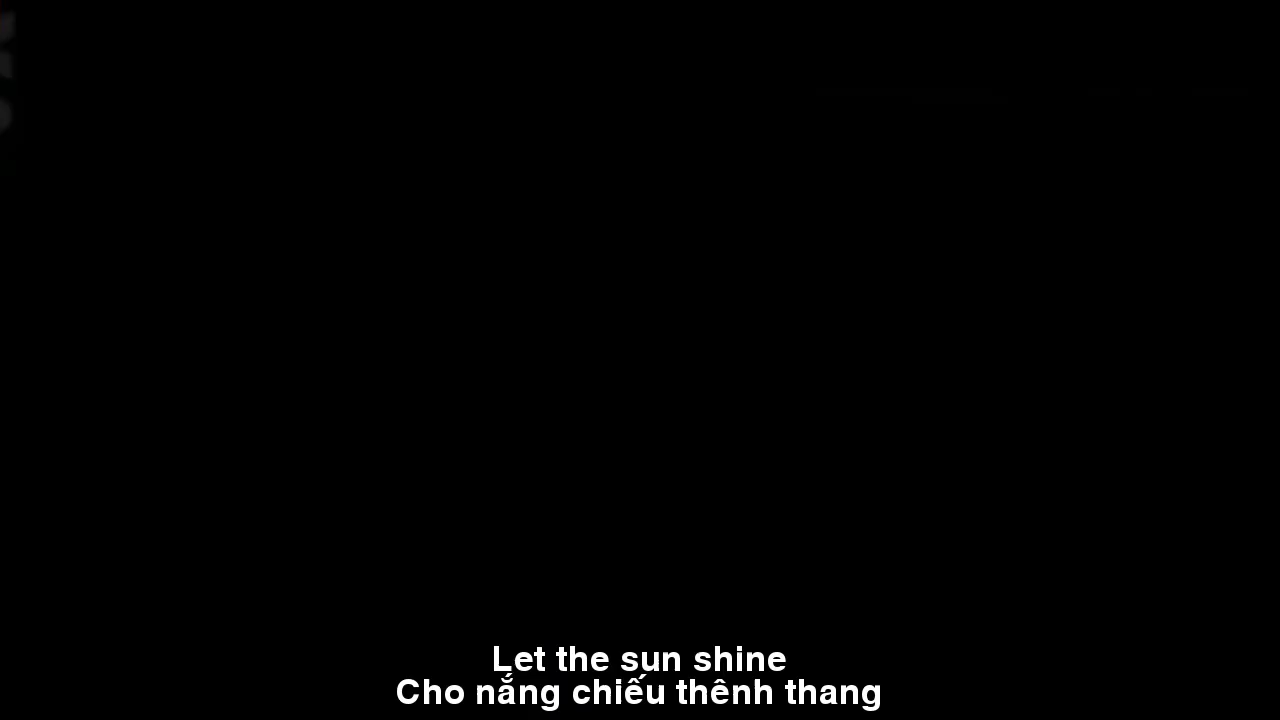 Let the sun shine
Cho nắng chiếu thênh thang